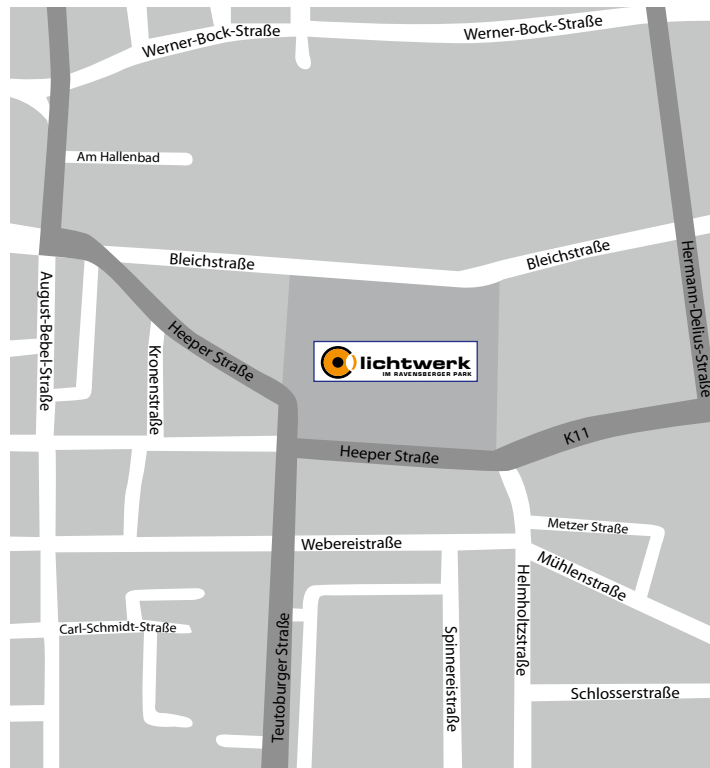 Werner-Bock-Straße
Werner-Bock-Straße
Am Hallenbad
Bleichstraße
Bleichstraße
Hermann-Delius-Straße
August-Bebel-Straße
Heeper Straße
Kronenstraße
lichtwerk
IM RAVENSBERGER PARK
K11
Heeper Straße
Metzer Straße
Webereistraße
Mühlenstraße
Helmholtzstraße
Carl-Schmidt-Straße
Teutoburger Straße
Spinnereistraße
Schlosserstraße